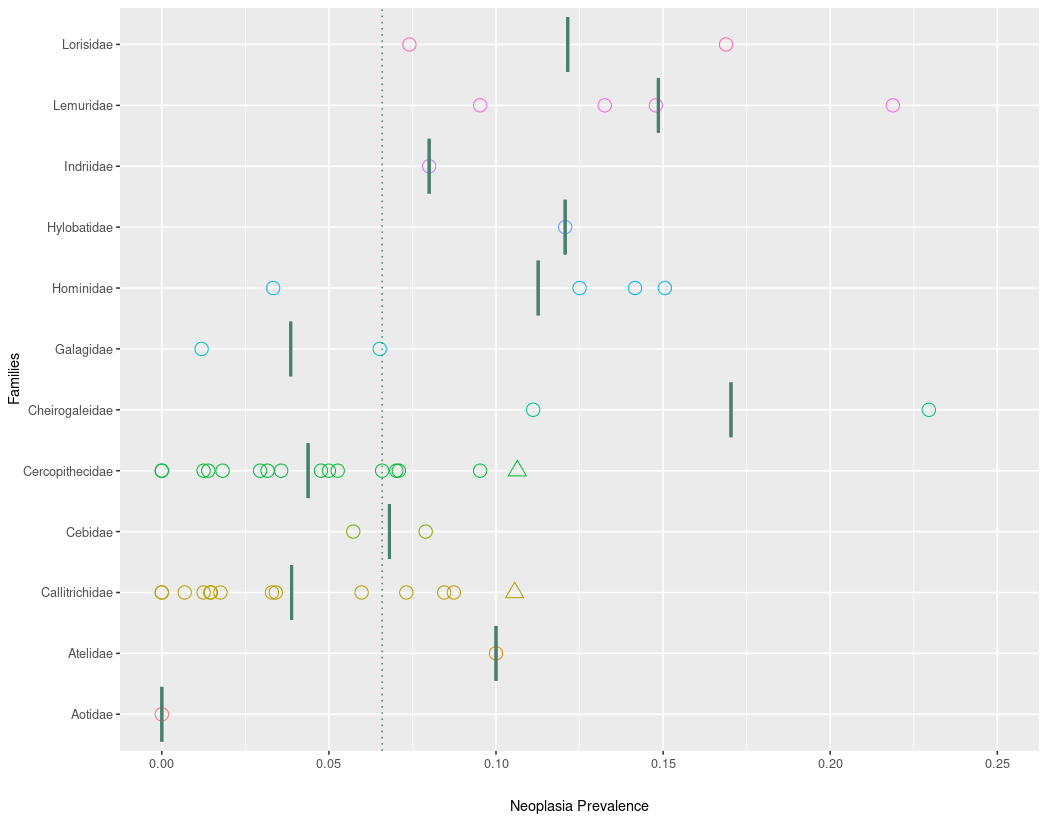 Families
Lorisidae
Lemuridae
Indriidae
Hylobatidae
Hominidae
Galagidae
Cheirogaleidae
Cercopithecidae
Cebidae
Callitrichidae
Atelidae
Aotidae
0.00 0.05 0.10 0.15 0.20 0.25
Neoplasia Prevalence